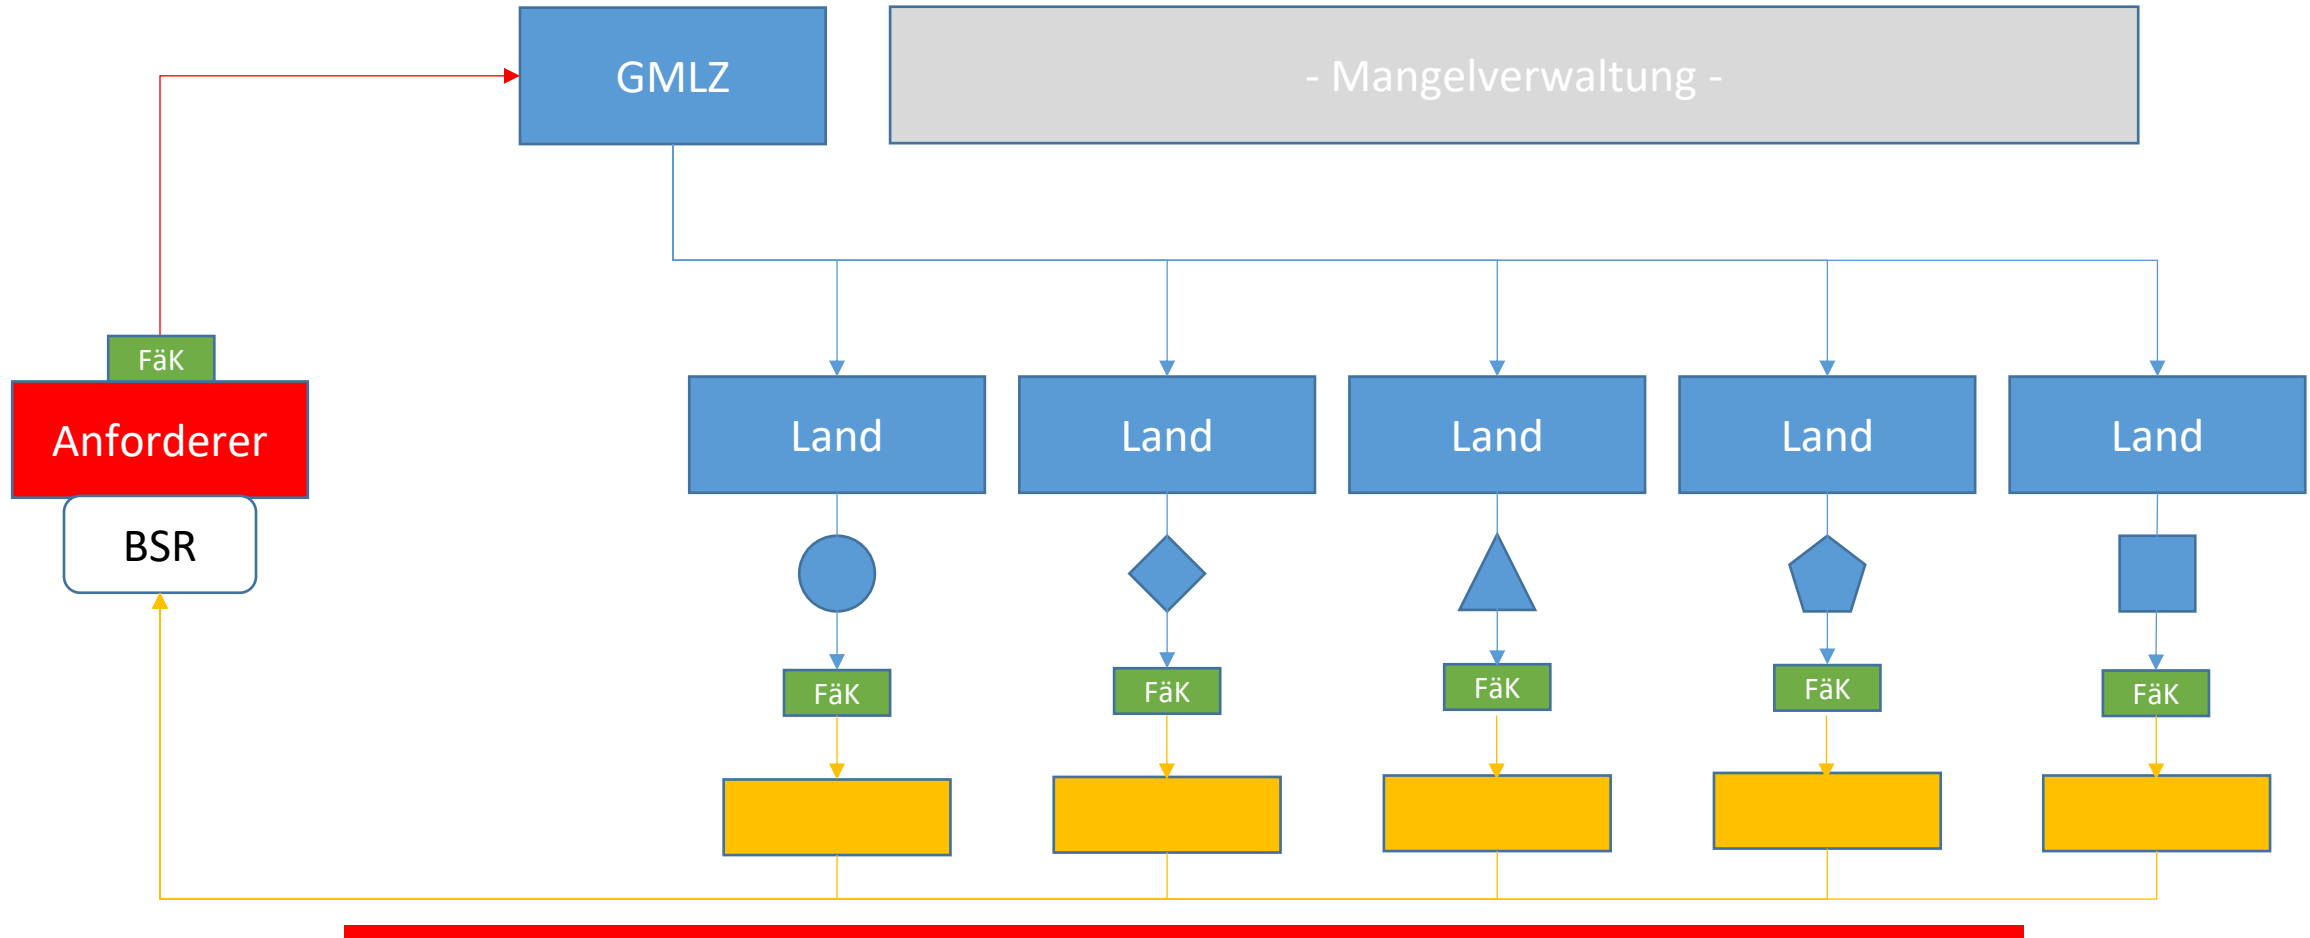 GMLZ
- Mangelverwaltung -
FäK
Anforderer
BSR
Land
Land
Land
Land
Land
FäK
FäK
FäK
FäK
FäK